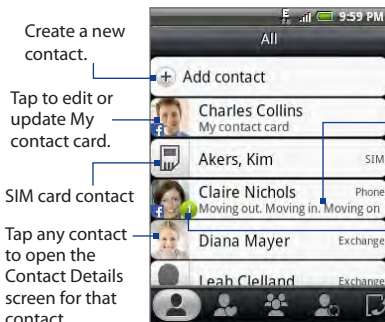 Create a new
contact.
Tap to edit or
update My
contact card.
SIM card contact
Tap any contact
to open the
Contact Details
screen for that
contact.
9:59 PM
All
Add contact
Charles Collins
My contact card
Akers, Kim SIM
Claire Nichols Phone
Moving out. Moving in. Moving on
1
Diana Mayer Exchange
Leah Clelland Exchange